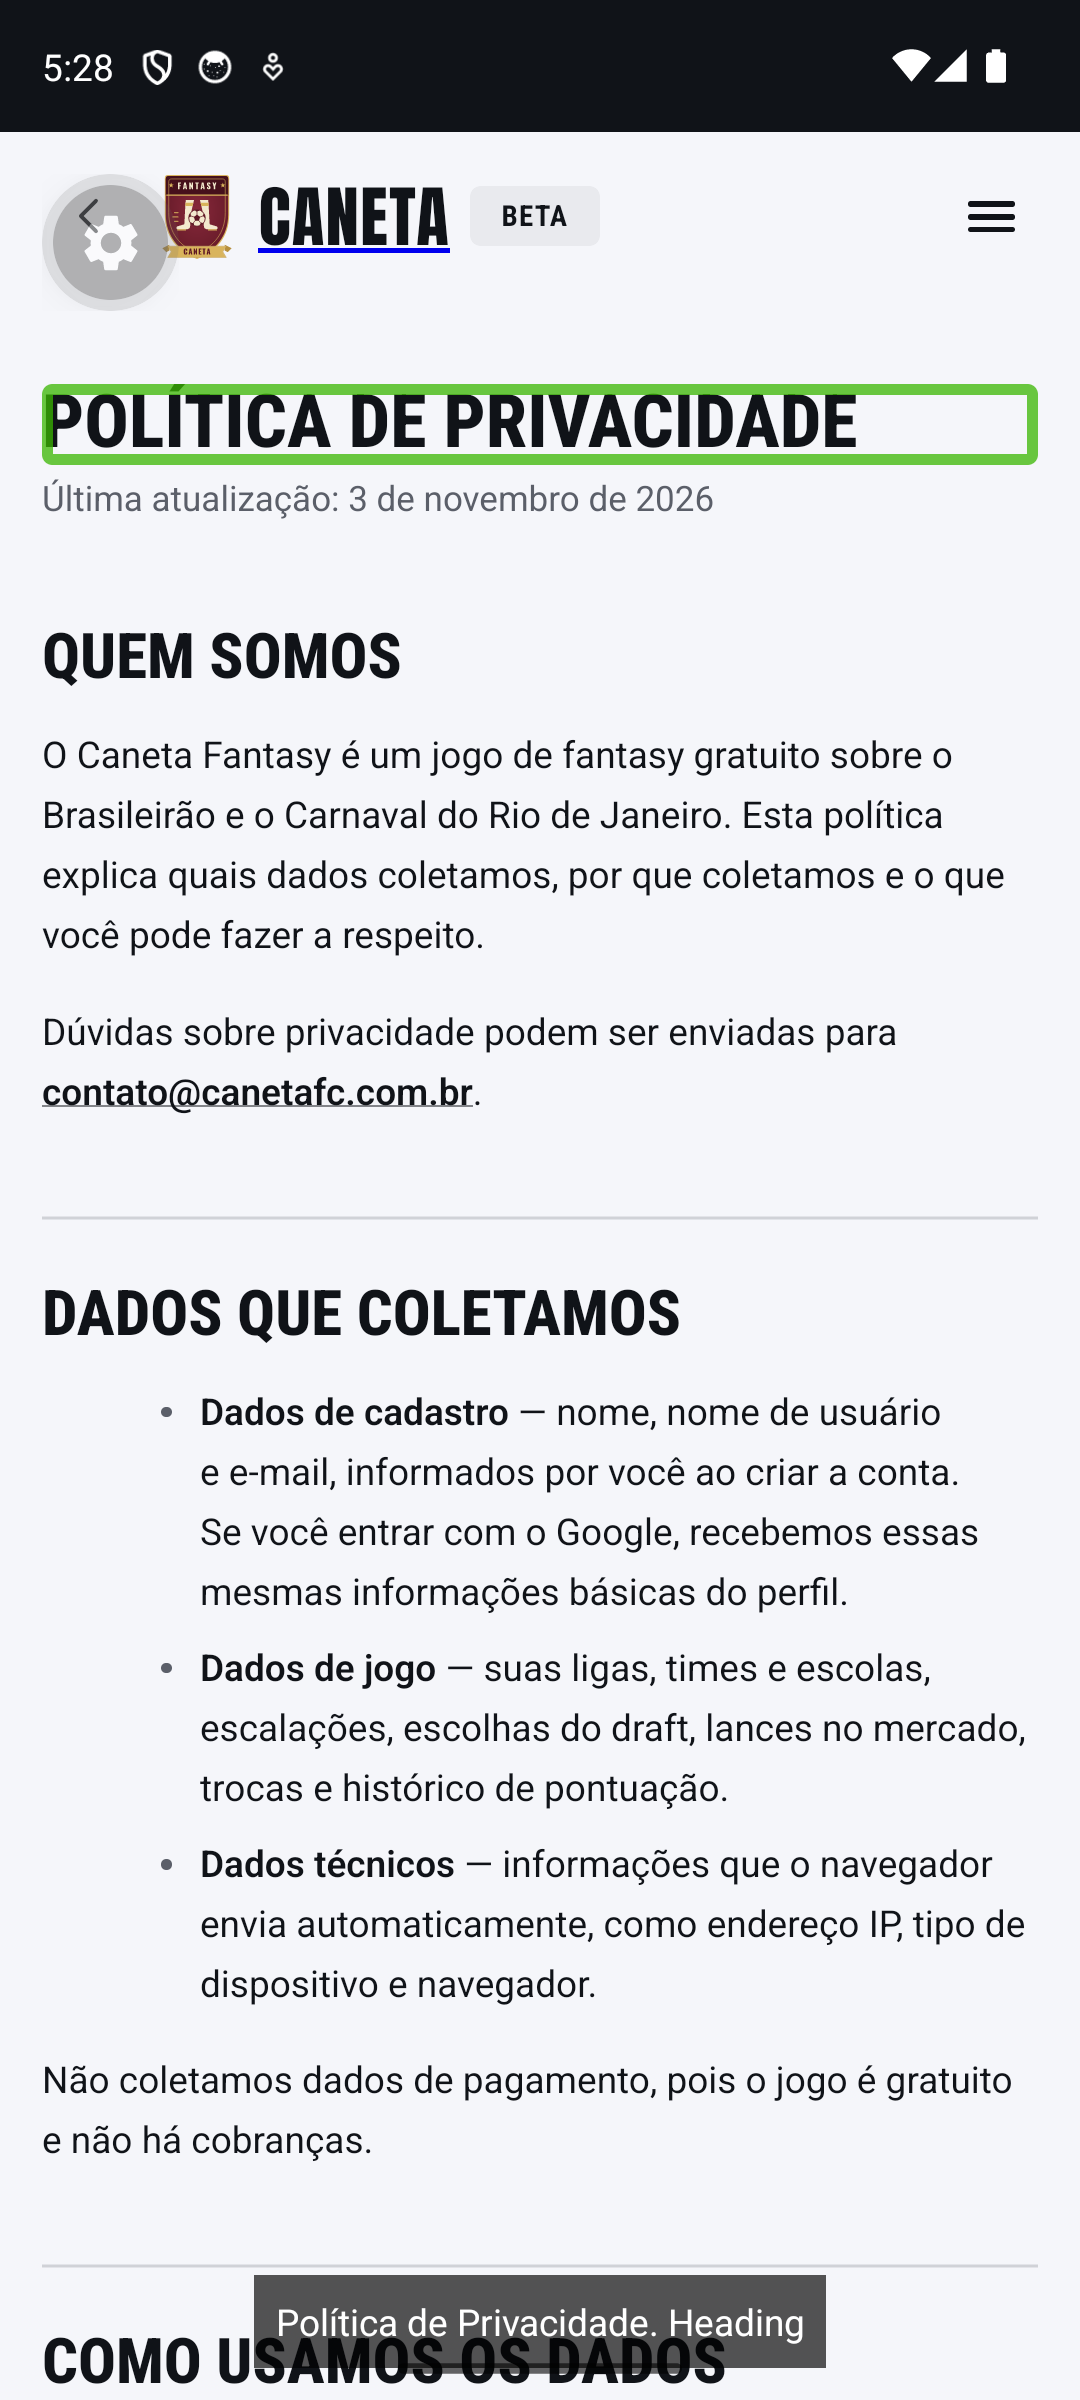 5:28
FANTASY
CANETA
CANETA
BETA
POLÍTICA DE PRIVACIDADE
Última atualização: 3 de novembro de 2026
QUEM SOMOS
O Caneta Fantasy é um jogo de fantasy gratuito sobre o
Brasileirão e o Carnaval do Rio de Janeiro. Esta política
explica quais dados coletamos, por que coletamos e o que
você pode fazer a respeito.
Dúvidas sobre privacidade podem ser enviadas para
contato@canetafc.com.br.
DADOS QUE COLETAMOS
• Dados de cadastro — nome, nome de usuário
e e-mail, informados por você ao criar a conta.
Se você entrar com o Google, recebemos essas
mesmas informações básicas do perfil.
• Dados de jogo — suas ligas, times e escolas,
escalações, escolhas do draft, lances no mercado,
trocas e histórico de pontuação.
• Dados técnicos — informações que o navegador
envia automaticamente, como endereço IP, tipo de
dispositivo e navegador.
Não coletamos dados de pagamento, pois o jogo é gratuito
e não há cobranças.
Política de Privacidade. Heading
COMO USAMOS OS DADOS